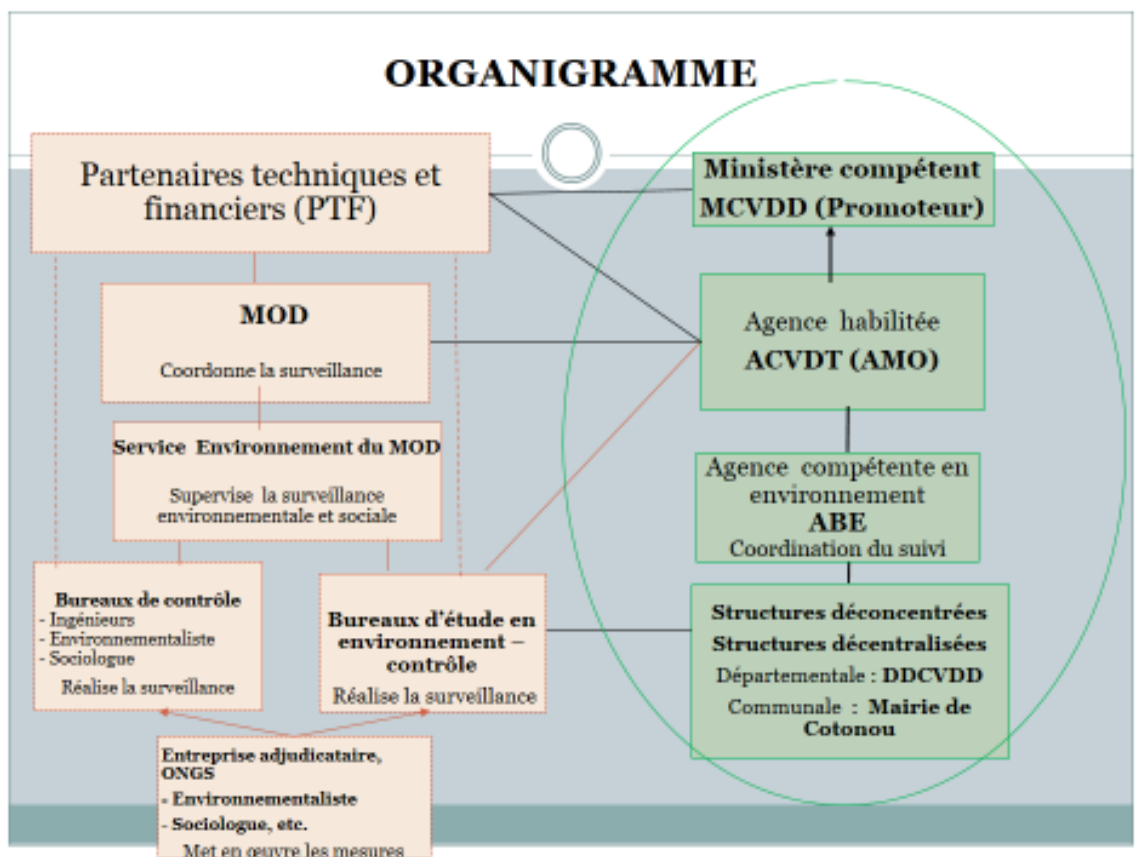 ORGANIGRAMME
Partenaires techniques et
financiers (PTF)
MOD
Coordonne la surveillance
Service Environnement du MOD
Supervise la surveillance
environnementale et sociale
Bureaux de contrôle
- Ingénieurs
- Environnementaliste
- Sociologue
Réalise la surveillance
Bureaux d'étude en
environnement –
contrôle
Réalise la surveillance
Entreprise adjudicataire,
ONGS
- Environnementaliste
- Sociologue, etc.
Met en œuvre les mesures
Ministère compétent
MCVDD (Promoteur)
Agence habilitée
ACVDT (AMO)
Agence compétente en
environnement
ABE
Coordination du suivi
Structures déconcentrées
Structures décentralisées
Départementale : DDCVDD
Communale : Mairie de
Cotonou